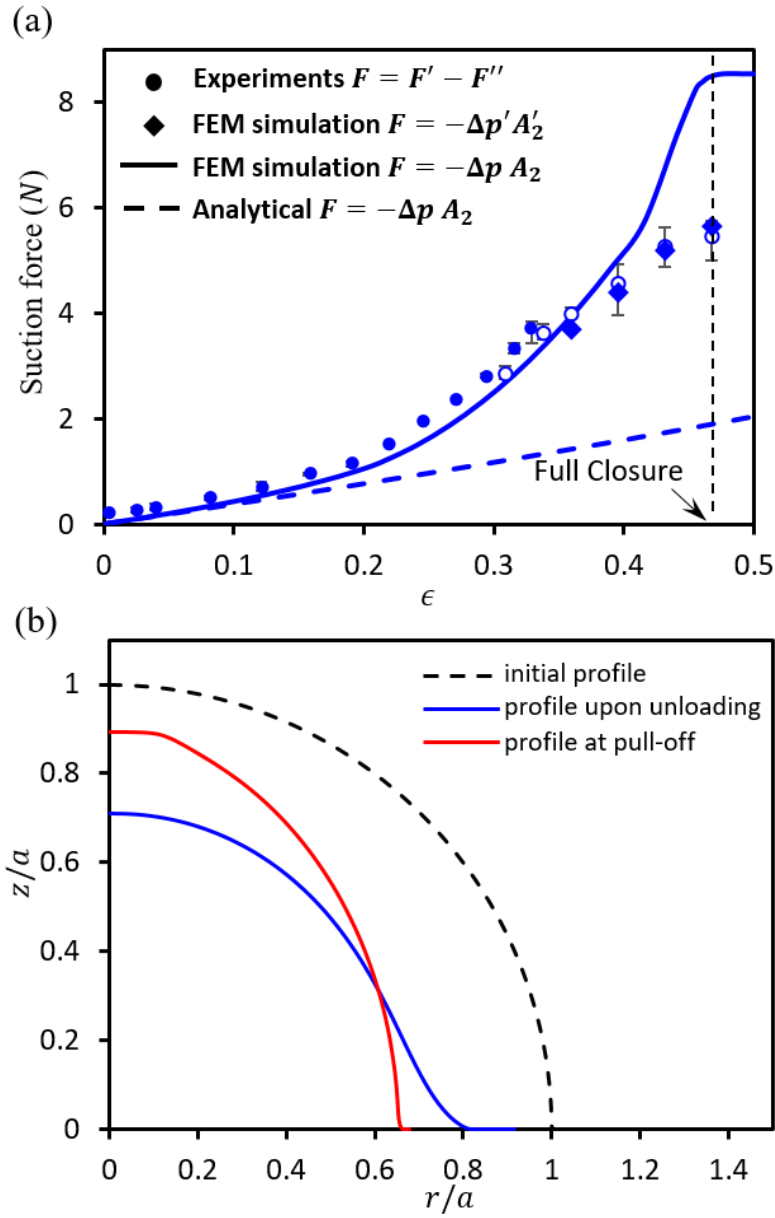 (a)
Experiments F = F′ − F′′
FEM simulation F = −Δp′A′₂
FEM simulation F = −Δp A₂
Analytical F = −Δp A₂
Suction force (N)
8
6
4
2
0
Full Closure
0 0.1 0.2 0.3 0.4 0.5
ϵ
(b)
initial profile
profile upon unloading
profile at pull-off
z/a
1
0.8
0.6
0.4
0.2
0
0 0.2 0.4 0.6 0.8 1 1.2 1.4
r/a